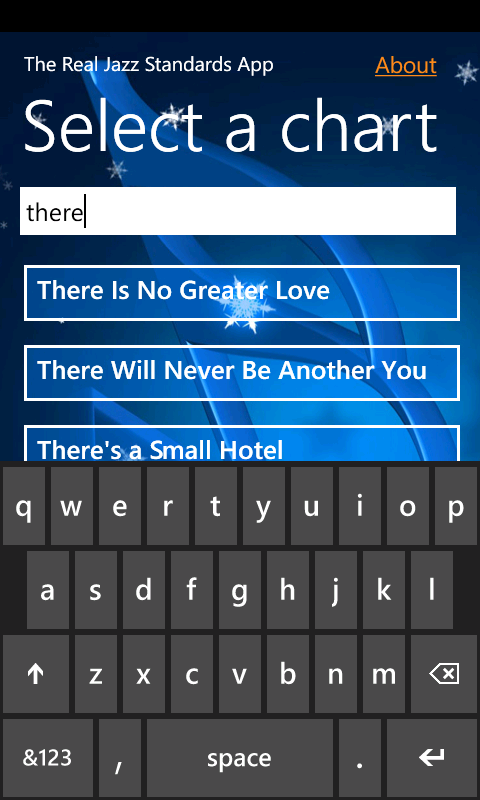 The Real Jazz Standards App About
Select a chart
there
There Is No Greater Love
There Will Never Be Another You
There's a Small Hotel
q w e r t y u i o p
a s d f g h j k l
z x c v b n m
&123 , space .